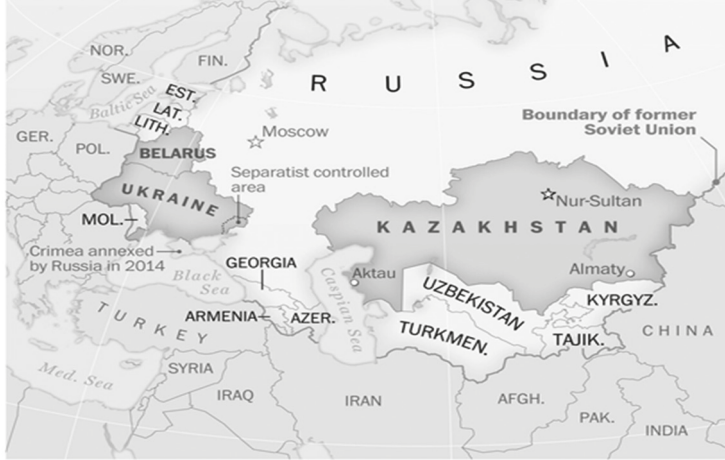 NOR.
FIN.
RUSSIA
SWE.
EST.
Baltic Sea
LAT.
LITH.
Moscow
Boundary of former
Soviet Union
GER.
POL.
BELARUS
Separatist controlled
area
UKRAINE
Nur-Sultan
MOL.
KAZAKHSTAN
Crimea annexed
by Russia in 2014
GEORGIA
Black
Sea
Aktau
Almaty
Caspian Sea
UZBEKISTAN
KYRGYZ.
TURKEY
ARMENIA
AZER.
TURKMEN.
TAJIK.
CHINA
Med. Sea
SYRIA
IRAQ
IRAN
AFGH.
PAK.
INDIA